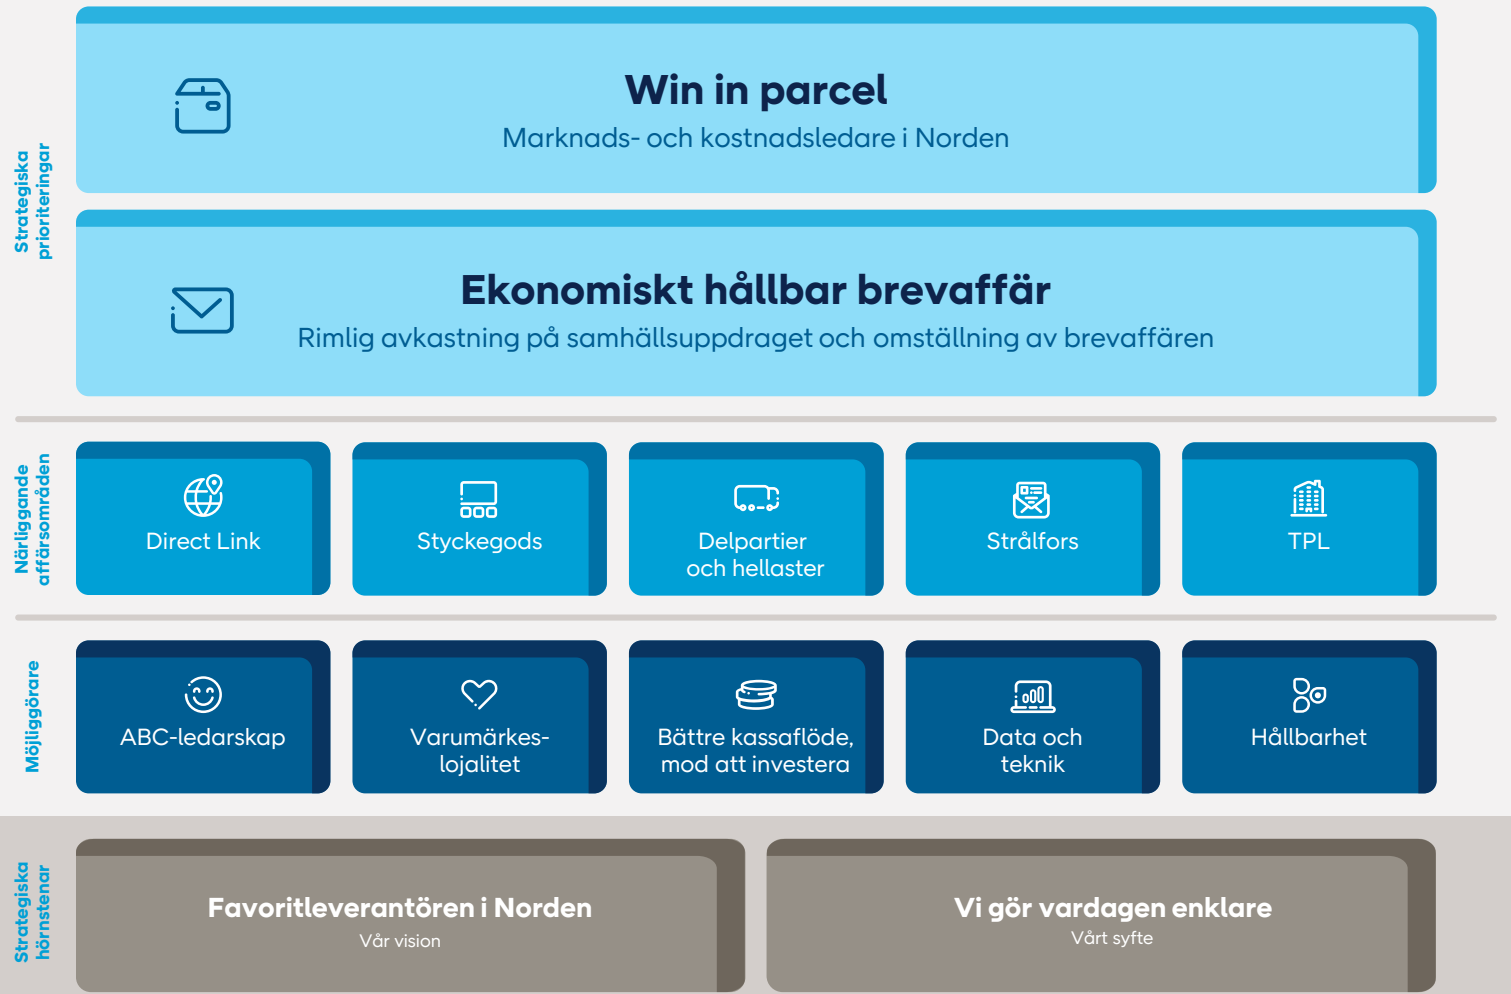 Strategiska
prioriteringar
Win in parcel
Marknads- och kostnadsledare i Norden
Ekonomiskt hållbar brevaffär
Rimlig avkastning på samhällsuppdraget och omställning av brevaffären
Närliggande
affärsområden
Direct Link
Styckegods
Delpartier
och hellaster
Strålfors
TPL
Möjliggörare
ABC-ledarskap
Varumärkes-
lojalitet
Bättre kassaflöde,
mod att investera
Data och
teknik
Hållbarhet
Strategiska
hörnstenar
Favoritleverantören i Norden
Vår vision
Vi gör vardagen enklare
Vårt syfte